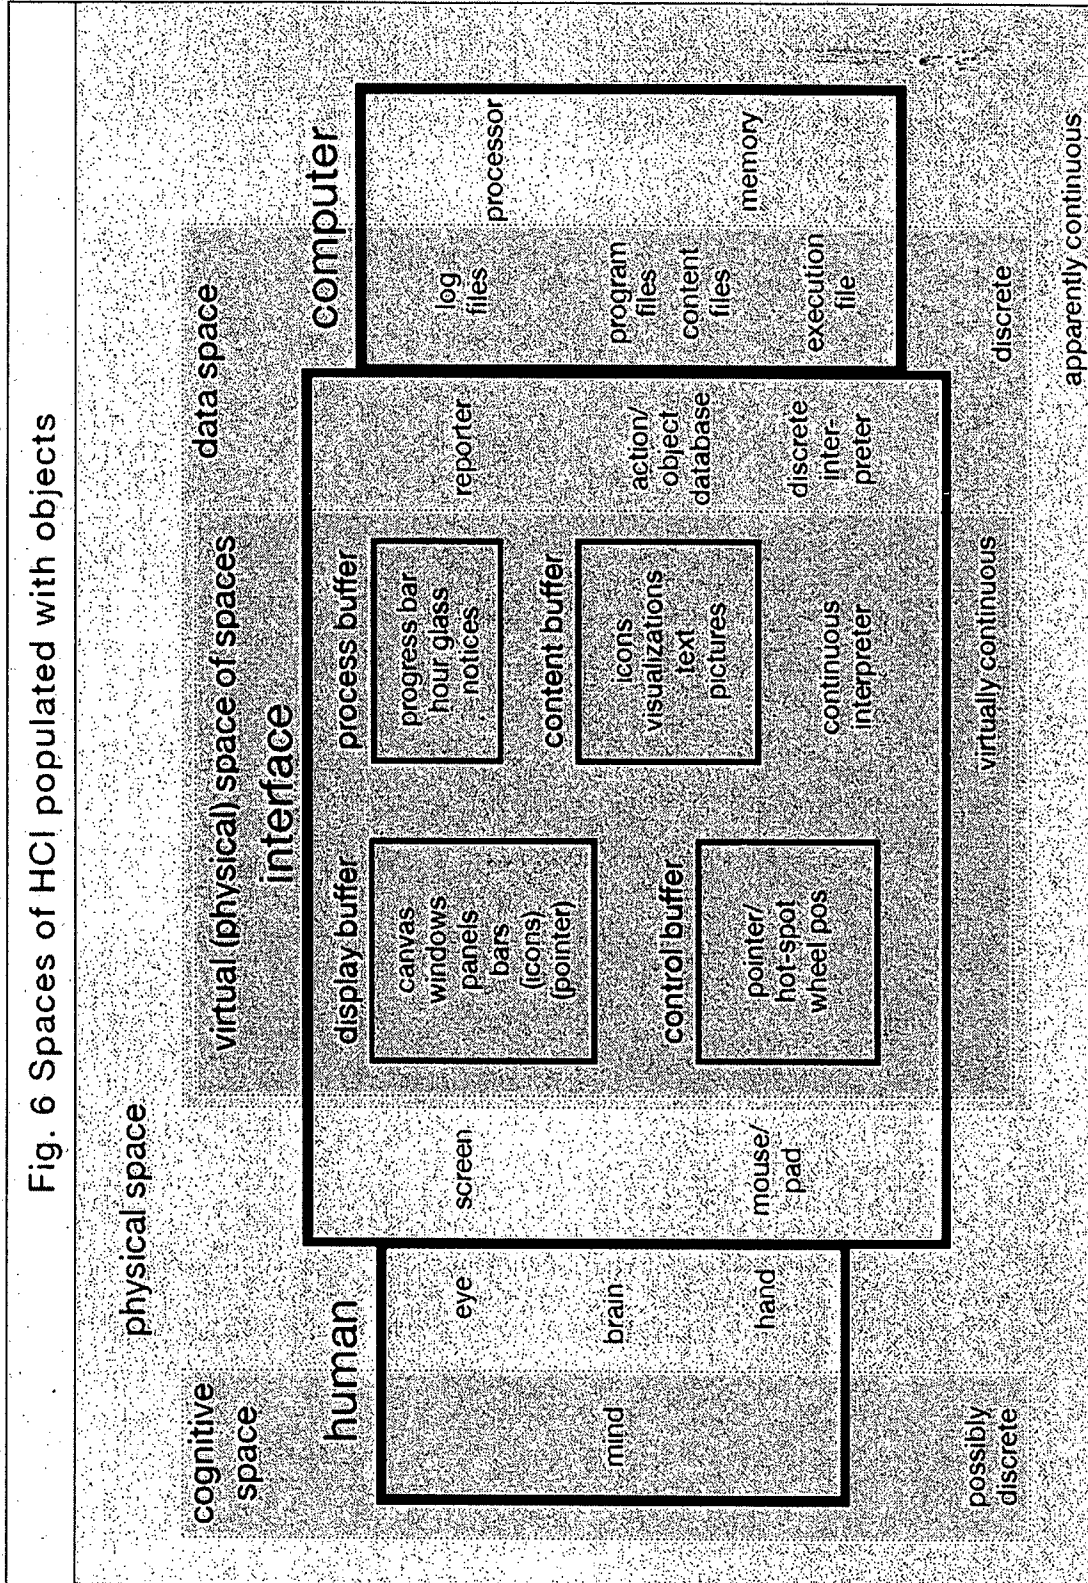 Fig. 6 Spaces of HCI populated with objects
physical space
cognitive
space
virtual (physical) space of spaces
data space
human
interface
computer
mind
eye
brain
hand
screen
mouse/
pad
display buffer
canvas
windows
panels
bars
(icons)
(pointer)
control buffer
pointer/
hot-spot
wheel pos
process buffer
progress bar
hour glass
notices
content buffer
icons
visualizations
text
pictures
continuous
interpreter
reporter
action/
object
database
discrete
inter-
preter
log
files
program
files
content
files
execution
file
processor
memory
possibly
discrete
virtually continuous
discrete
apparently continuous